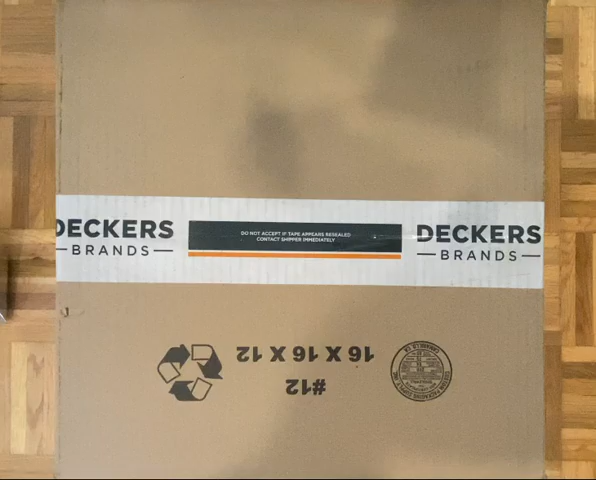 DECKERS
— BRANDS —
DO NOT ACCEPT IF TAPE APPEARS RESEALED
CONTACT SHIPPER IMMEDIATELY
DECKERS
— BRANDS —
#12
16 X 16 X 12